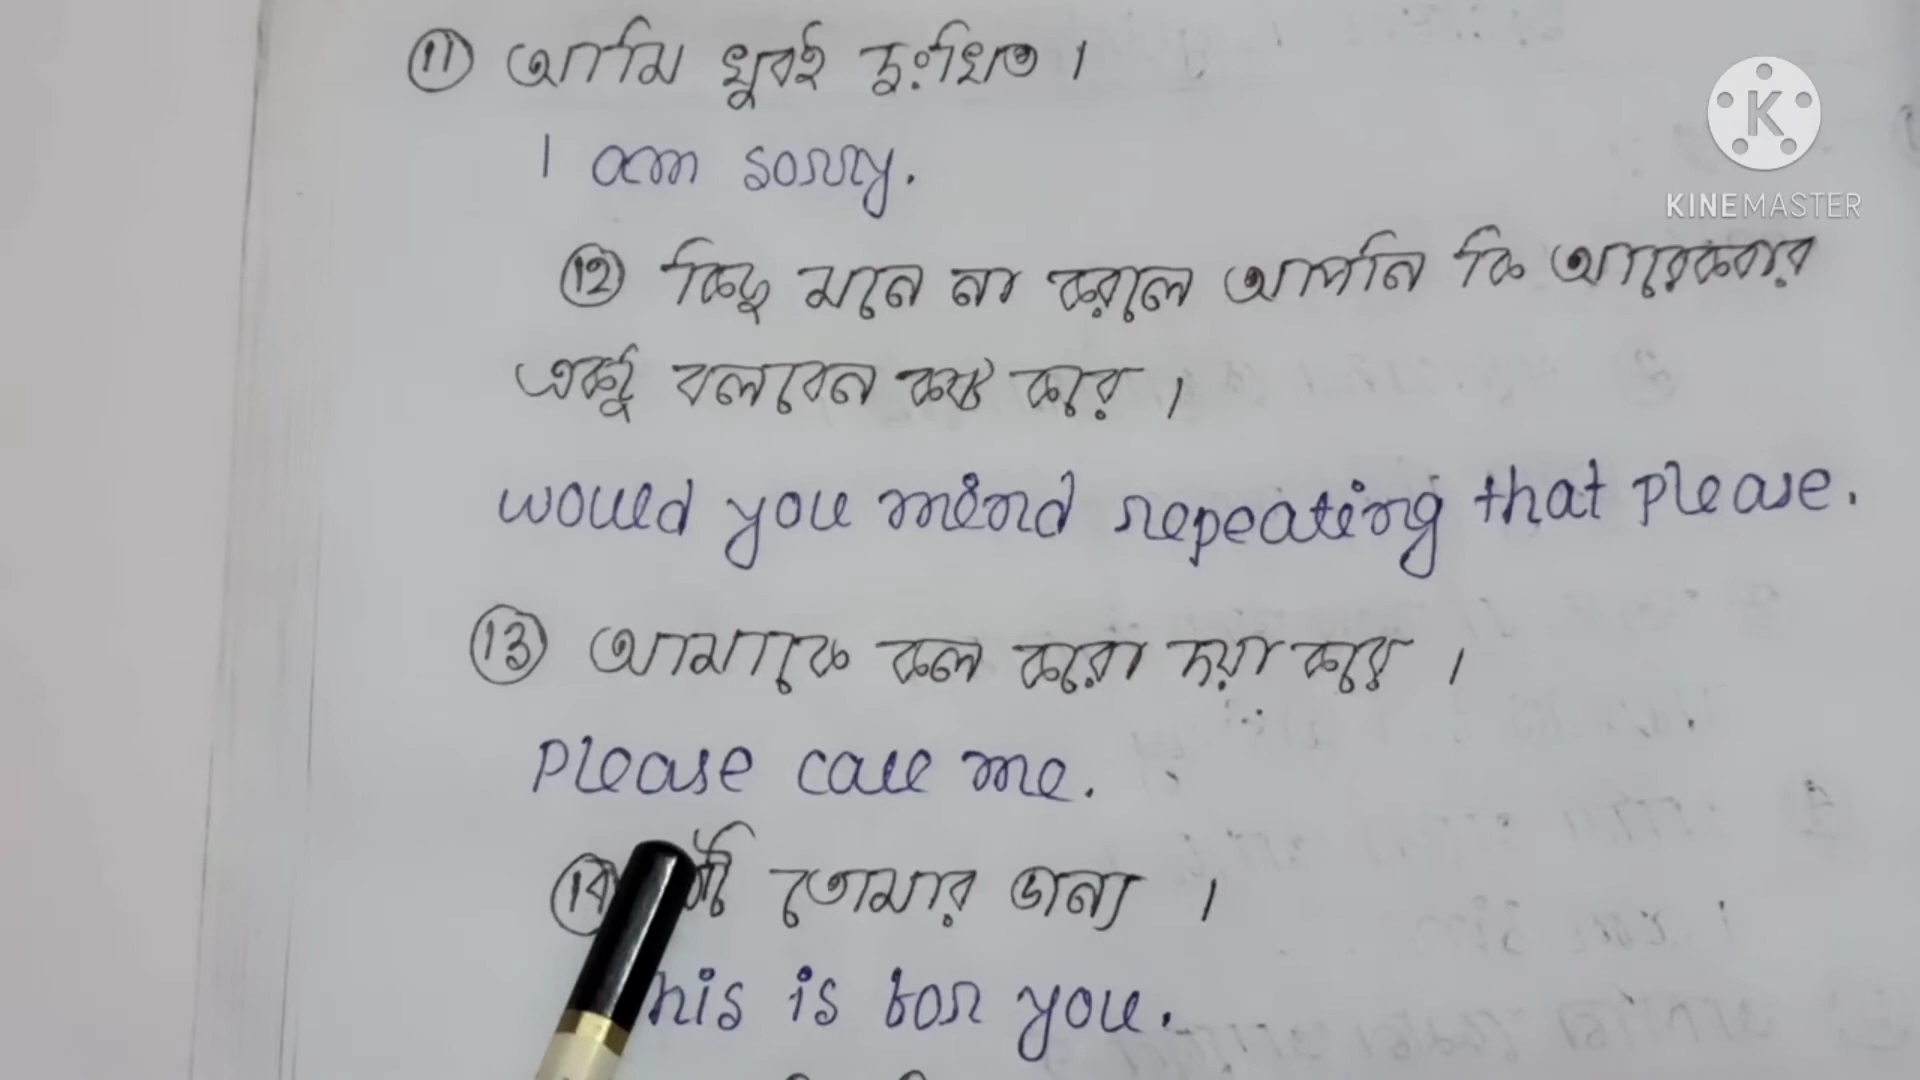 11 আমি খুবই দুঃখিত ।
I am sorry.
12 কিছু মনে না করলে আপনি কি আরেকবার
একটু বলবেন কষ্ট করে ।
would you mind repeating that please.
13 আমাকে কল করো দয়া করে ।
please call me.
তোমার জন্য ।
his is for you.
KINEMASTER